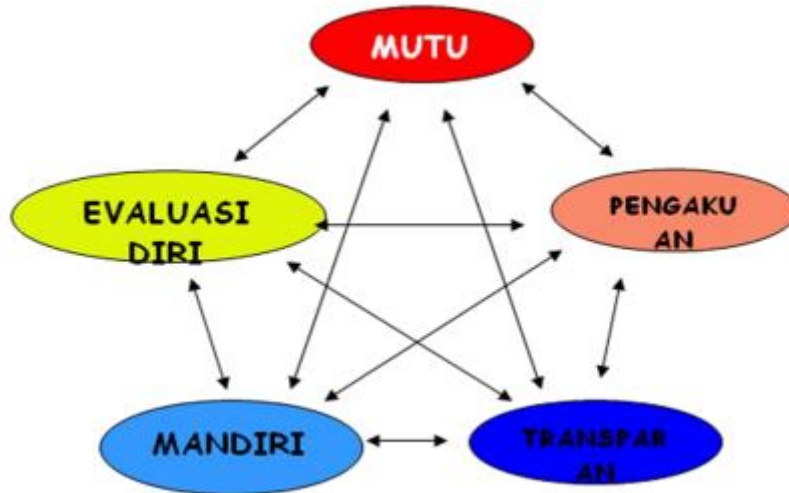 MUTU
EVALUASI
DIRI
PENGAKU
AN
MANDIRI
TRANSPAR
AN